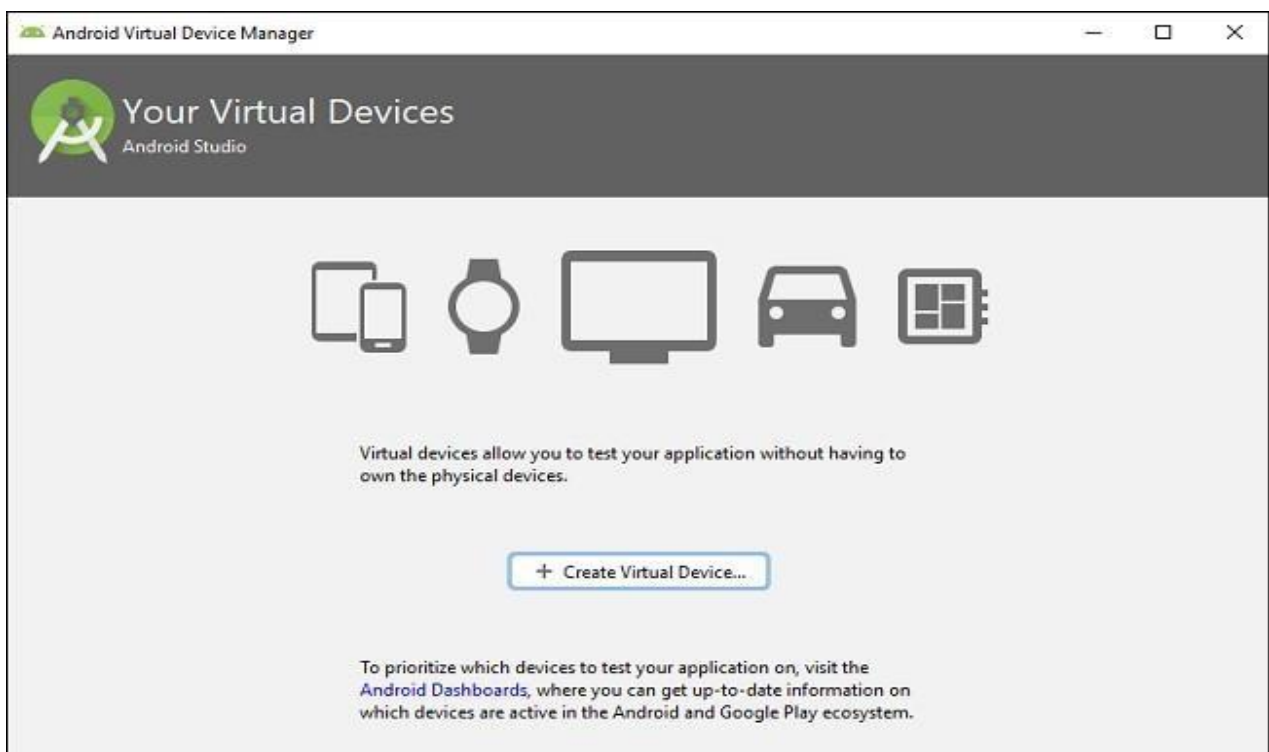 Android Virtual Device Manager
Your Virtual Devices
Android Studio
Virtual devices allow you to test your application without having to
own the physical devices.
+ Create Virtual Device...
To prioritize which devices to test your application on, visit the
Android Dashboards, where you can get up-to-date information on
which devices are active in the Android and Google Play ecosystem.